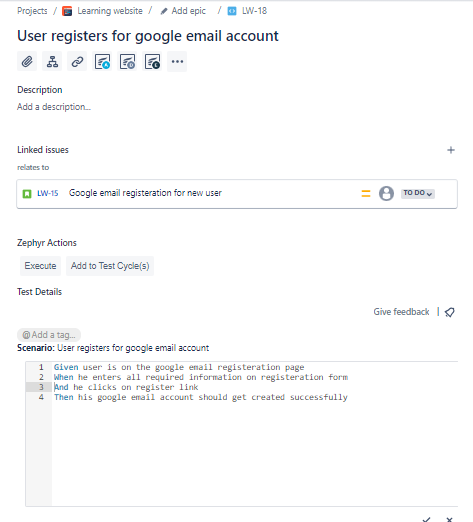 Projects / Learning website / Add epic / LW-18
User registers for google email account
Description
Add a description...
Linked issues
relates to
LW-15 Google email registeration for new user TO DO
Zephyr Actions
Execute Add to Test Cycle(s)
Test Details
Give feedback
@ Add a tag...
Scenario: User registers for google email account
1 Given user is on the google email registeration page
2 When he enters all required information on registeration form
3 And he clicks on register link
4 Then his google email account should get created successfully